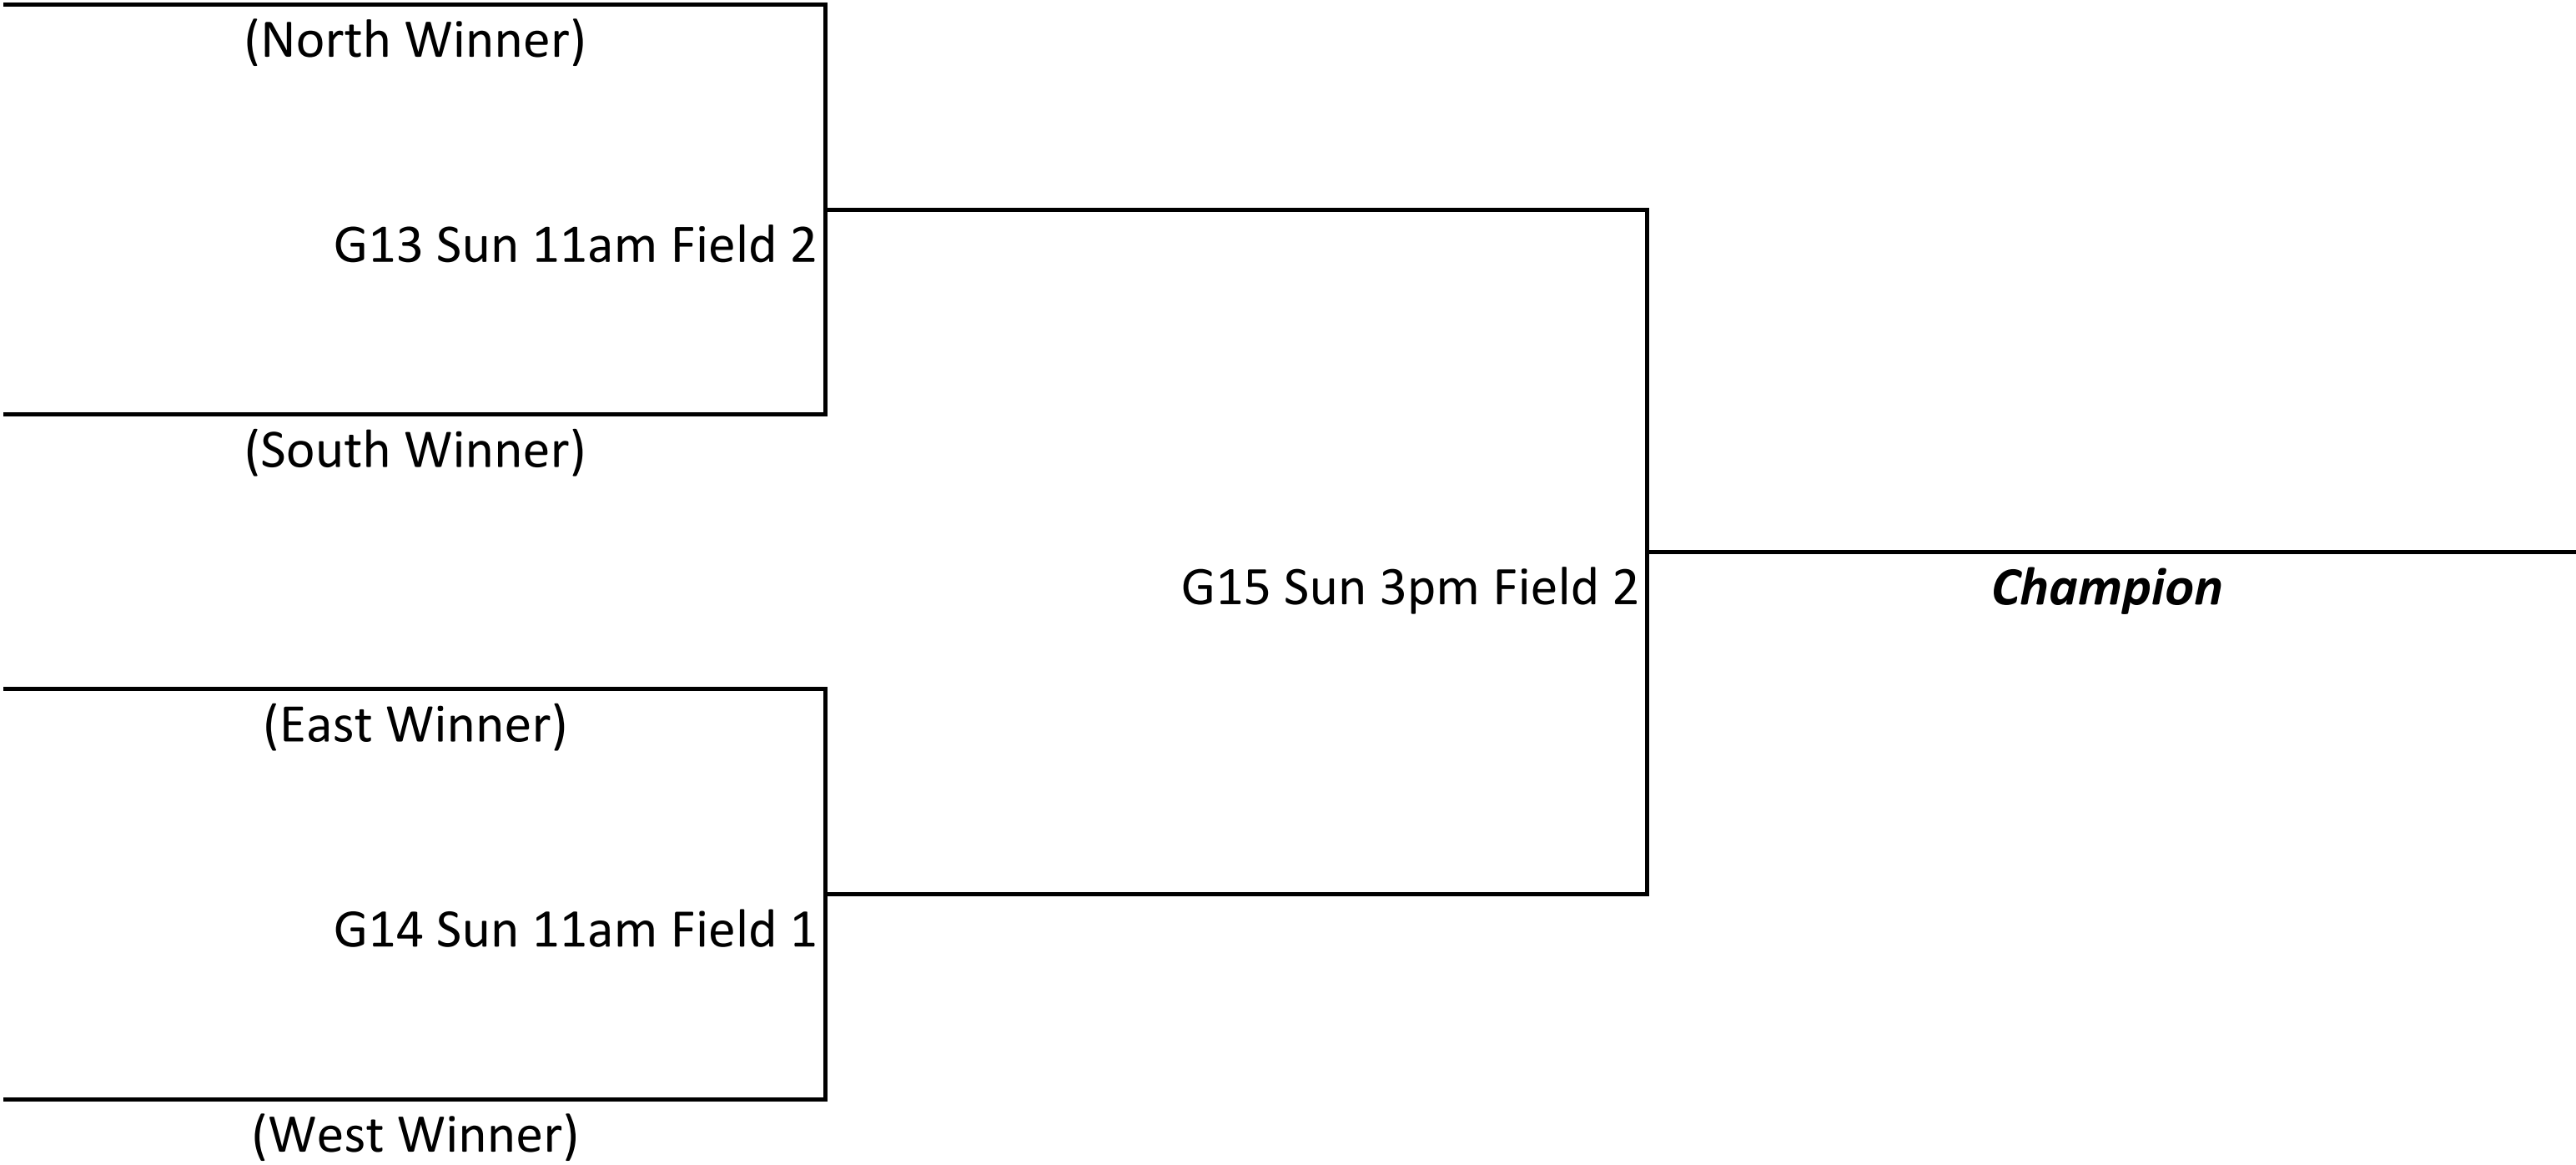 (North Winner)
G13 Sun 11am Field 2
(South Winner)
G15 Sun 3pm Field 2
Champion
(East Winner)
G14 Sun 11am Field 1
(West Winner)